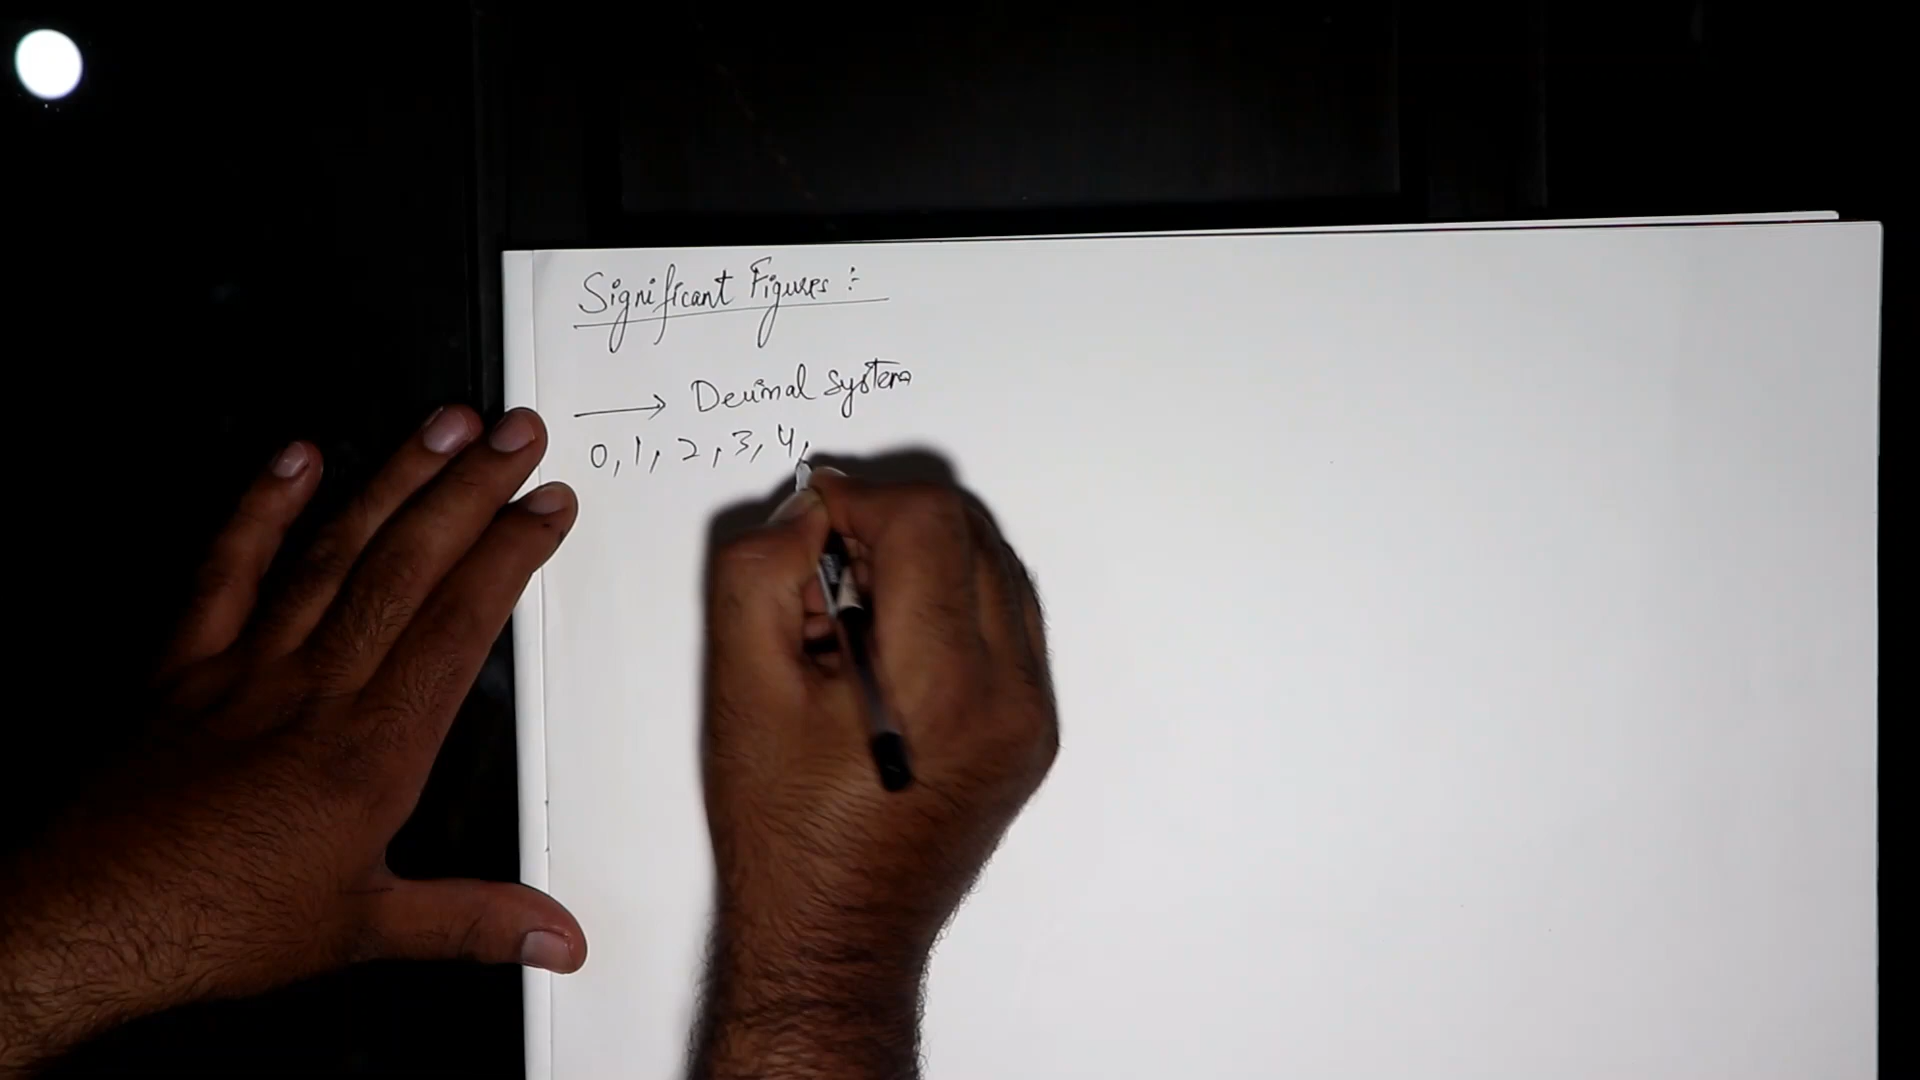 Significant Figures :-
→ Decimal system
0, 1, 2, 3, 4,